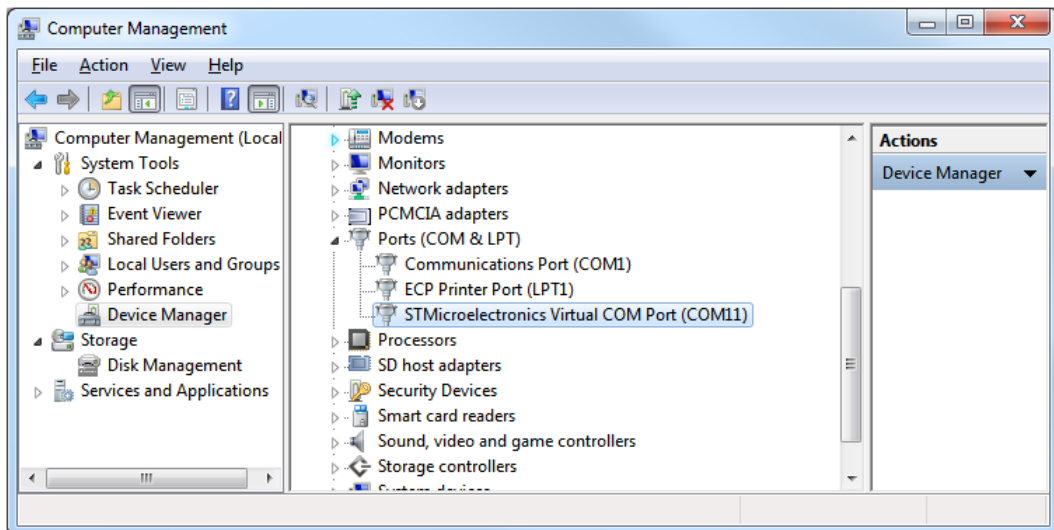 Computer Management
File Action View Help
Computer Management (Local
System Tools
Task Scheduler
Event Viewer
Shared Folders
Local Users and Groups
Performance
Device Manager
Storage
Disk Management
Services and Applications
Modems
Monitors
Network adapters
PCMCIA adapters
Ports (COM & LPT)
Communications Port (COM1)
ECP Printer Port (LPT1)
STMicroelectronics Virtual COM Port (COM11)
Processors
SD host adapters
Security Devices
Smart card readers
Sound, video and game controllers
Storage controllers
System devices
Actions
Device Manager